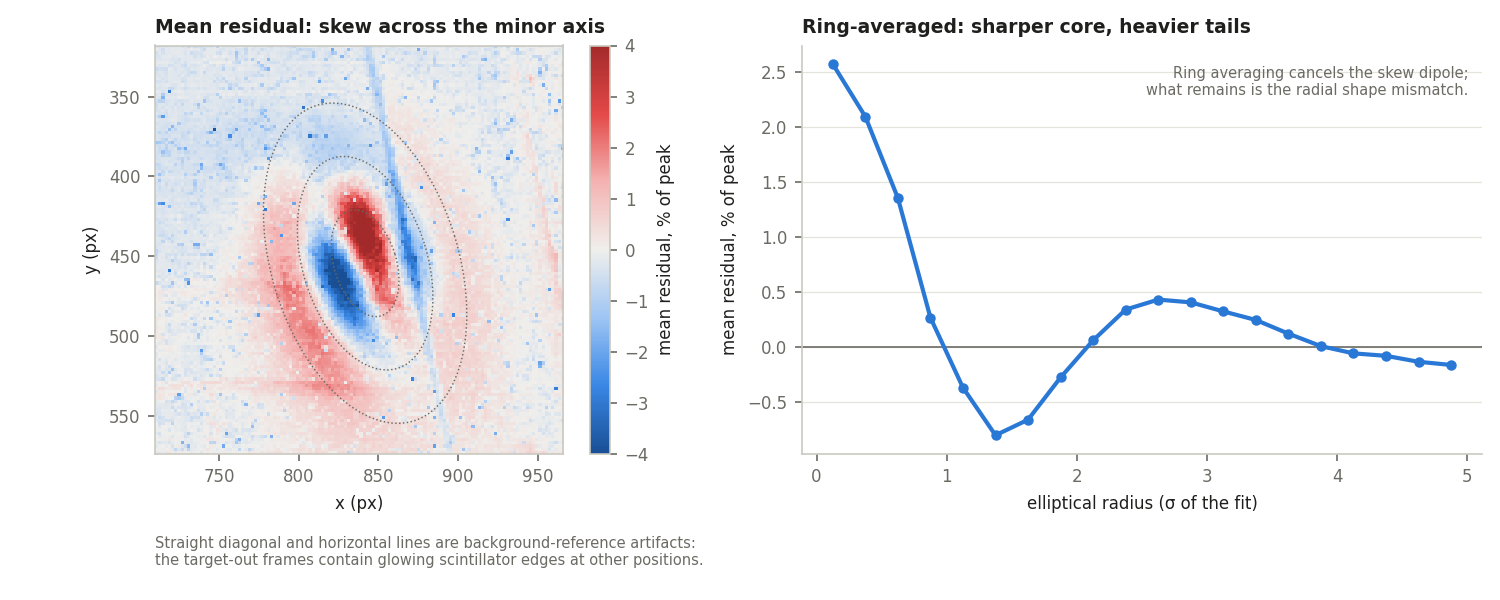 Mean residual: skew across the minor axis
350
400
450
500
550
y (px)
750
800
850
900
950
x (px)
4
3
2
1
0
−1
−2
−3
−4
mean residual, % of peak
Straight diagonal and horizontal lines are background-reference artifacts:
the target-out frames contain glowing scintillator edges at other positions.
Ring-averaged: sharper core, heavier tails
Ring averaging cancels the skew dipole;
what remains is the radial shape mismatch.
2.5
2.0
1.5
1.0
0.5
0.0
−0.5
mean residual, % of peak
0
1
2
3
4
5
elliptical radius (σ of the fit)